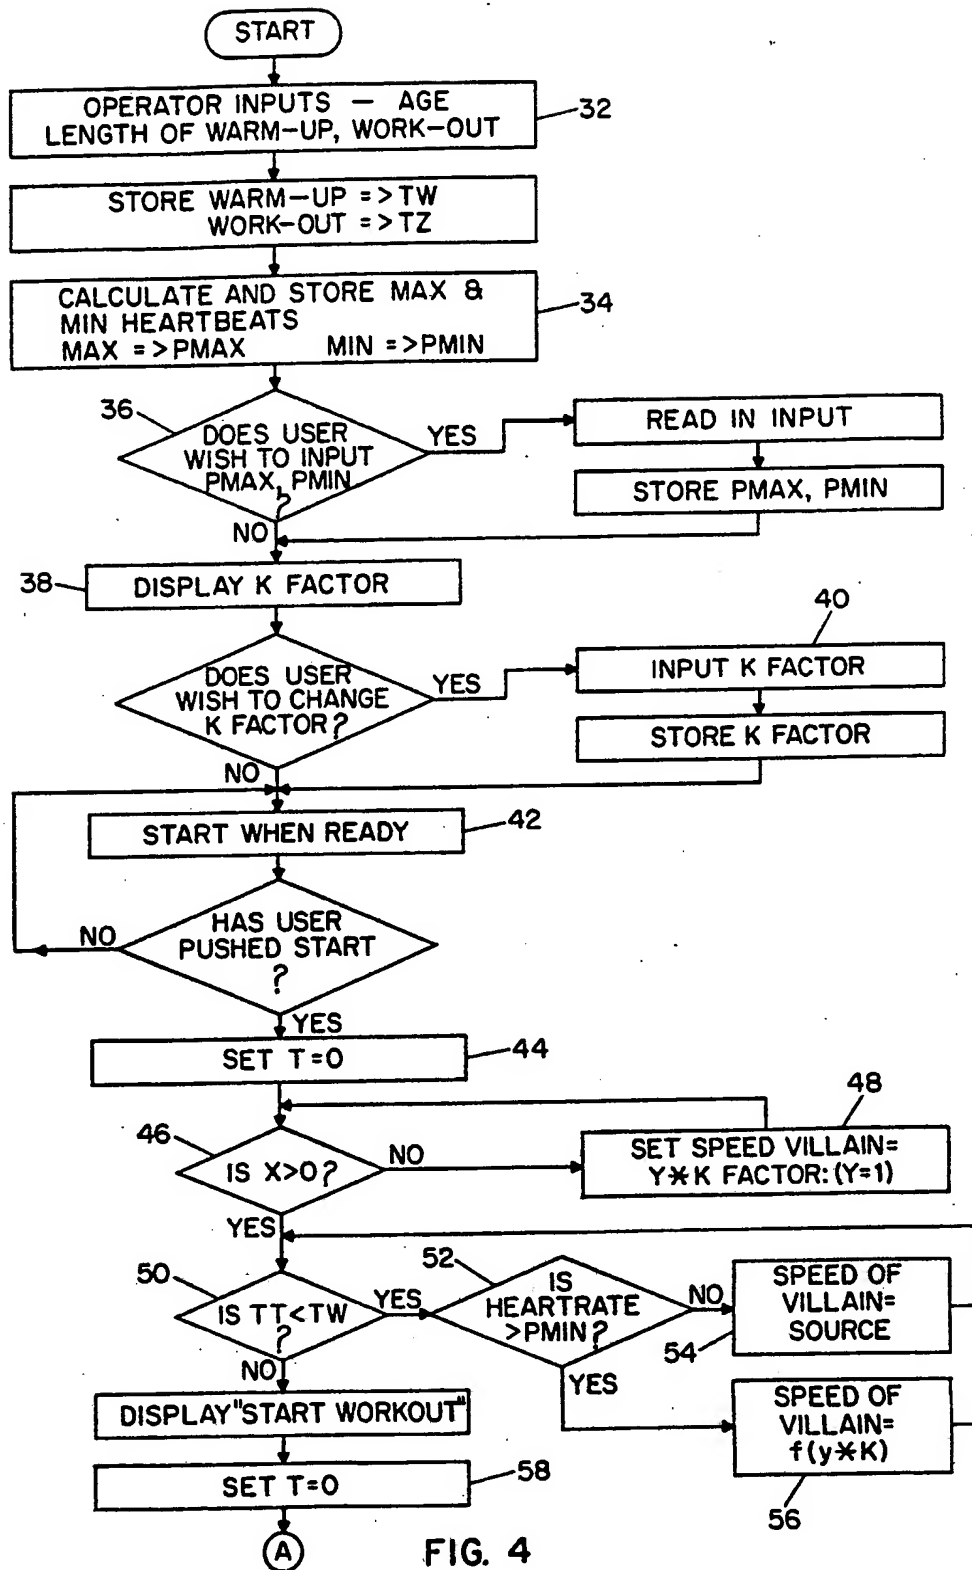 START
OPERATOR INPUTS — AGE
LENGTH OF WARM-UP, WORK-OUT
32
STORE WARM-UP =>TW
WORK-OUT =>TZ
CALCULATE AND STORE MAX &
MIN HEARTBEATS
MAX =>PMAX MIN =>PMIN
34
36
DOES USER
WISH TO INPUT
PMAX, PMIN
?
YES
READ IN INPUT
STORE PMAX, PMIN
NO
38
DISPLAY K FACTOR
40
DOES USER
WISH TO CHANGE
K FACTOR?
YES
INPUT K FACTOR
STORE K FACTOR
NO
START WHEN READY
42
HAS USER
PUSHED START
?
NO
YES
SET T=0
44
46
IS X>0?
NO
48
SET SPEED VILLAIN=
Y*K FACTOR:(Y=1)
YES
50
IS TT<TW
?
YES
52
IS
HEARTRATE
>PMIN?
NO
SPEED OF
VILLAIN=
SOURCE
54
YES
SPEED OF
VILLAIN=
f(y*K)
56
NO
DISPLAY"START WORKOUT"
SET T=0
58
A
FIG. 4